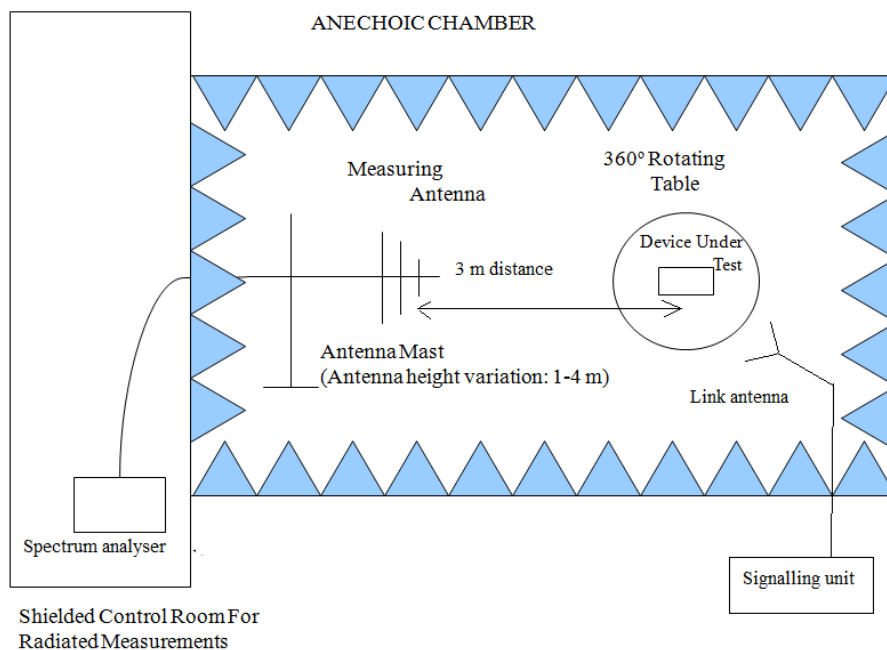 ANECHOIC CHAMBER
360º Rotating
Table
Measuring
Antenna
Device Under
Test
3 m distance
Antenna Mast
(Antenna height variation: 1-4 m)
Link antenna
Spectrum analyser
Signalling unit
Shielded Control Room For
Radiated Measurements